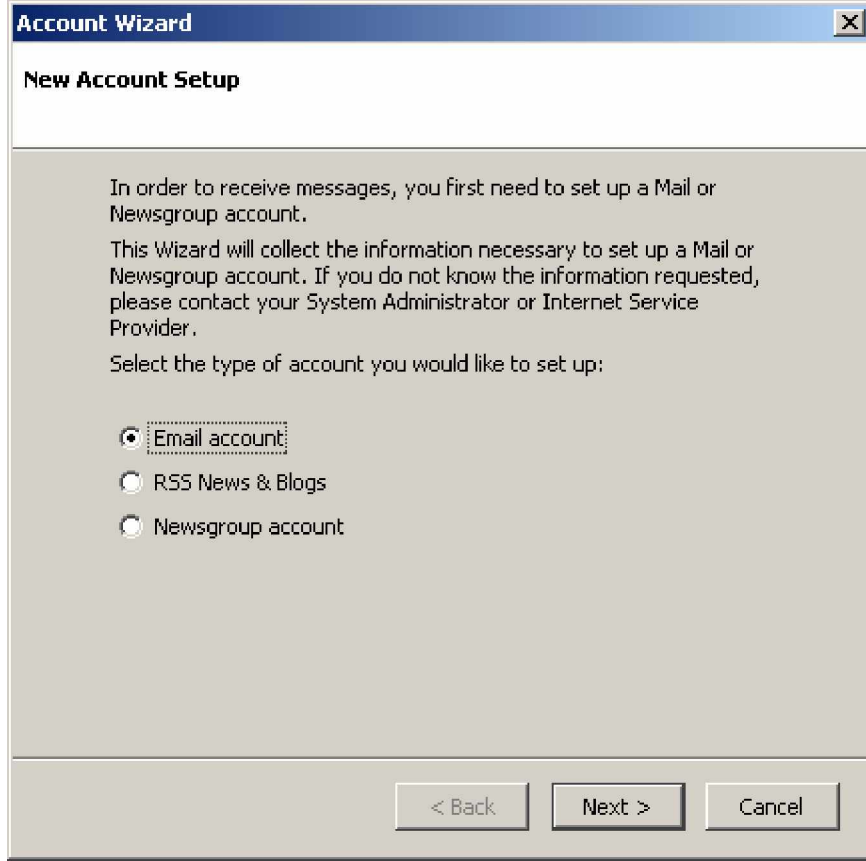 Account Wizard
New Account Setup
In order to receive messages, you first need to set up a Mail or
Newsgroup account.
This Wizard will collect the information necessary to set up a Mail or
Newsgroup account. If you do not know the information requested,
please contact your System Administrator or Internet Service
Provider.
Select the type of account you would like to set up:
Email account
RSS News & Blogs
Newsgroup account
< Back Next > Cancel